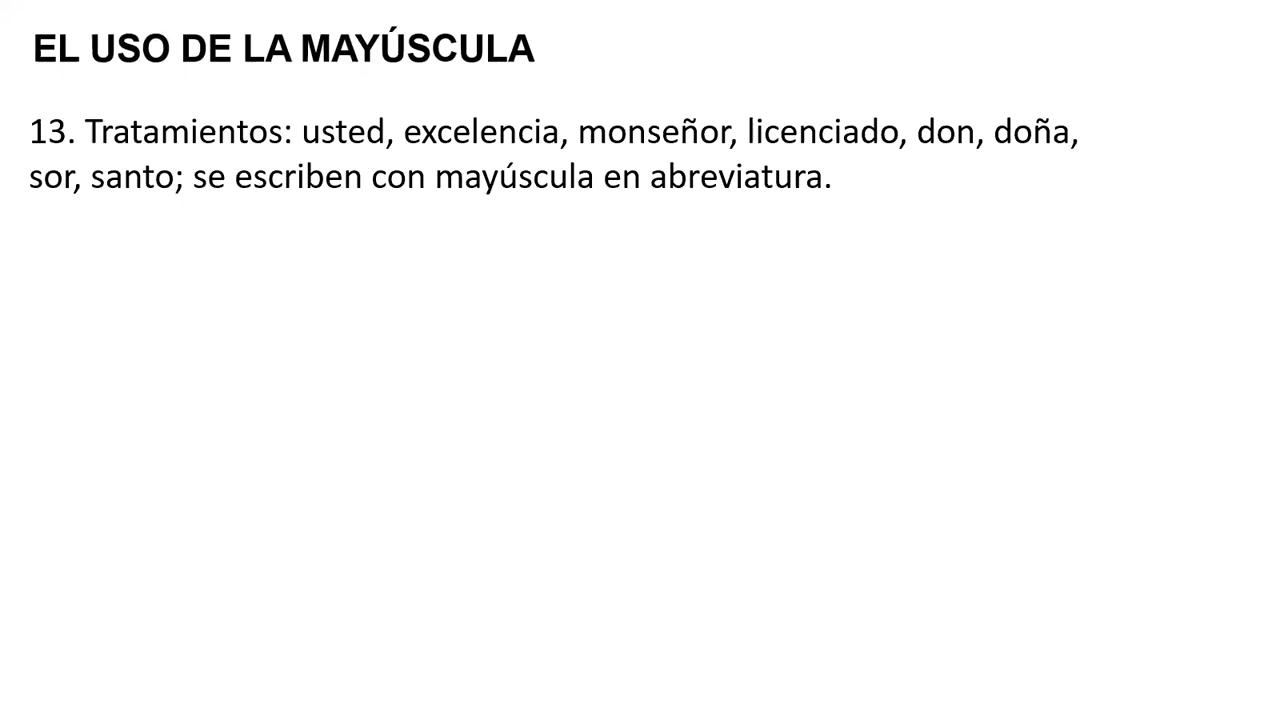 EL USO DE LA MAYÚSCULA
13. Tratamientos: usted, excelencia, monseñor, licenciado, don, doña,
sor, santo; se escriben con mayúscula en abreviatura.